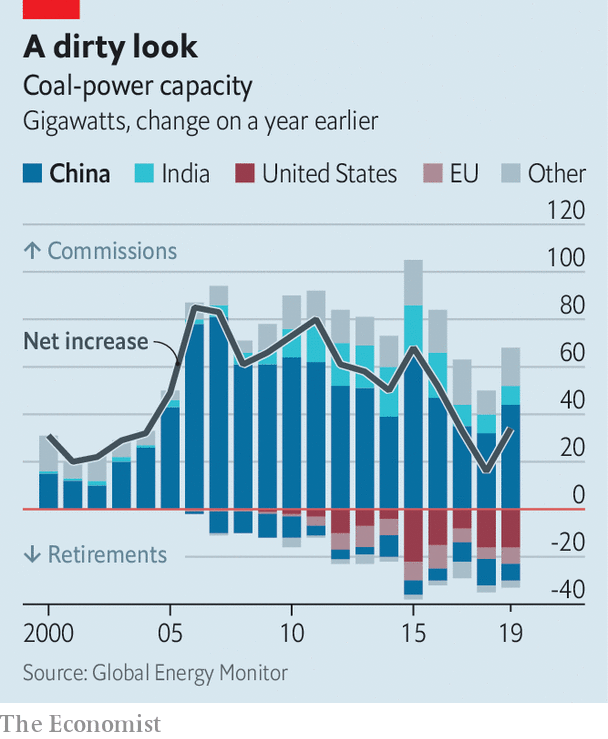 A dirty look
Coal-power capacity
Gigawatts, change on a year earlier
China India United States EU Other
120
↑ Commissions
100
80
Net increase
60
40
20
0
↓ Retirements
-20
-40
2000 05 10 15 19
Source: Global Energy Monitor
The Economist